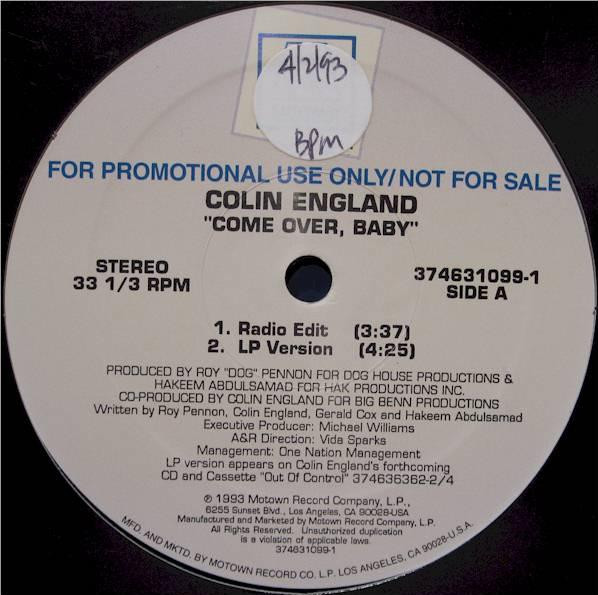 4/2/93
BPM
FOR PROMOTIONAL USE ONLY/NOT FOR SALE
COLIN ENGLAND
"COME OVER, BABY"
STEREO
33 1/3 RPM
374631099-1
SIDE A
1. Radio Edit (3:37)
2. LP Version (4:25)
PRODUCED BY ROY "DOG" PENNON FOR DOG HOUSE PRODUCTIONS &
HAKEEM ABDULSAMAD FOR HAK PRODUCTIONS INC.
CO-PRODUCED BY COLIN ENGLAND FOR BIG BENN PRODUCTIONS
Written by Roy Pennon, Colin England, Gerald Cox and Hakeem Abdulsamad
Executive Producer: Michael Williams
A&R Direction: Vida Sparks
Management: One Nation Management
LP version appears on Colin England's forthcoming
CD and Cassette "Out Of Control" 374636362-2/4
℗ 1993 Motown Record Company, L.P.,
6255 Sunset Blvd., Los Angeles, CA 90028-USA
Manufactured and Marketed by Motown Record Company, L.P.
All Rights Reserved. Unauthorized duplication
is a violation of applicable laws.
374631099-1
MFD. AND MKTD. BY MOTOWN RECORD CO. L.P. LOS ANGELES, CA 90028-U.S.A.